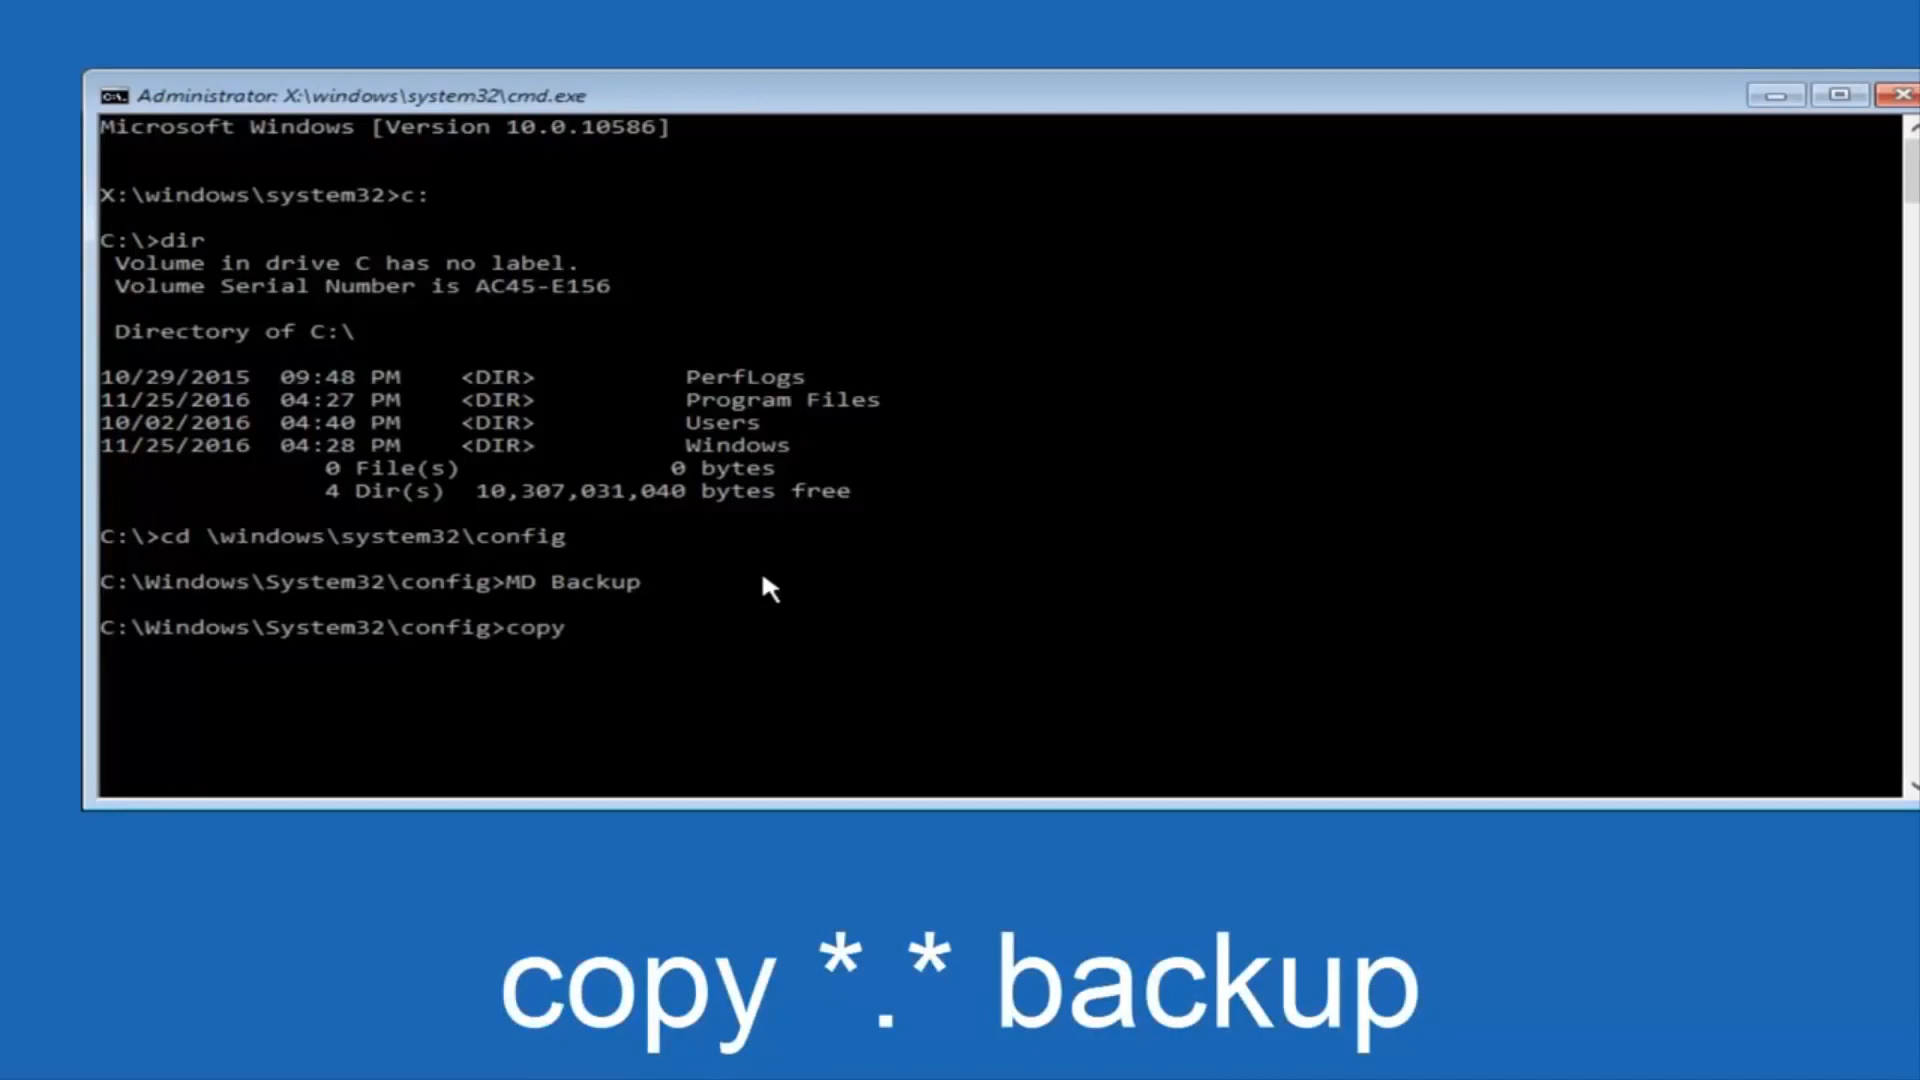 Administrator: X:\windows\system32\cmd.exe
Microsoft Windows [Version 10.0.10586]
X:\windows\system32>c:
C:\>dir
Volume in drive C has no label.
Volume Serial Number is AC45-E156
Directory of C:\
10/29/2015 09:48 PM <DIR> PerfLogs
11/25/2016 04:27 PM <DIR> Program Files
10/02/2016 04:40 PM <DIR> Users
11/25/2016 04:28 PM <DIR> Windows
0 File(s) 0 bytes
4 Dir(s) 10,307,031,040 bytes free
C:\>cd \windows\system32\config
C:\Windows\System32\config>MD Backup
C:\Windows\System32\config>copy
copy *.* backup